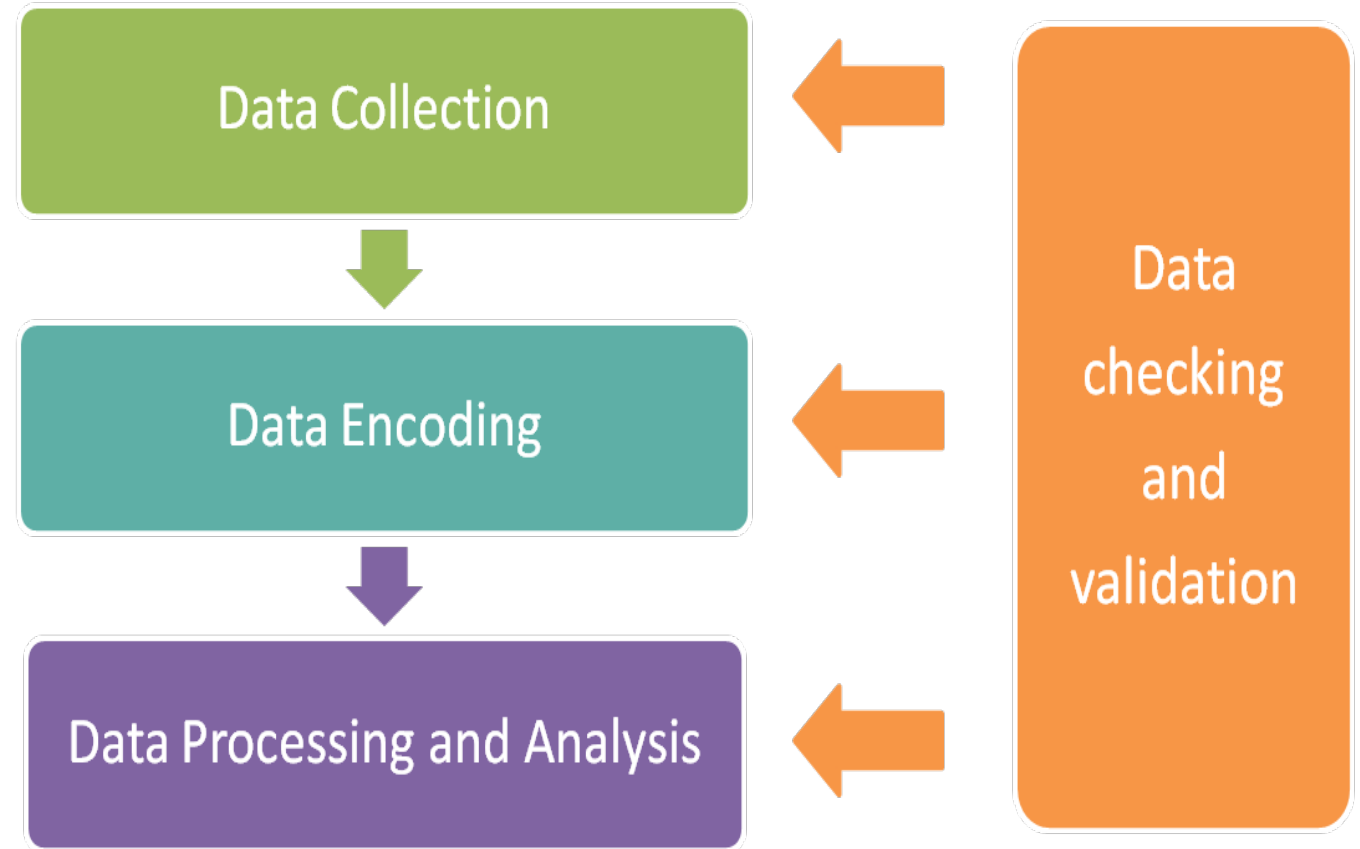 Data Collection
Data Encoding
Data Processing and Analysis
Data
checking
and
validation